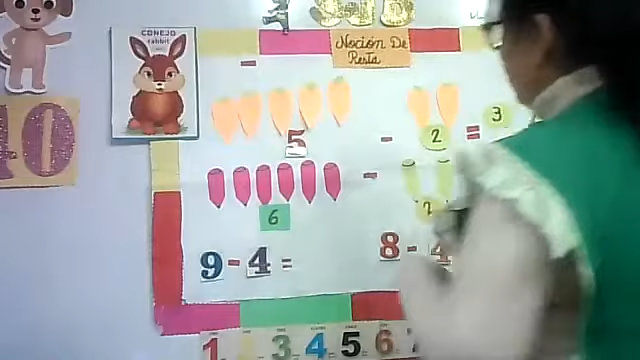 CONEJO
rabbit
Noción De
Resta
40
-
5 - 2 = 3
6 - 2
9 - 4 =
8 - 4
1 3 4 5 6